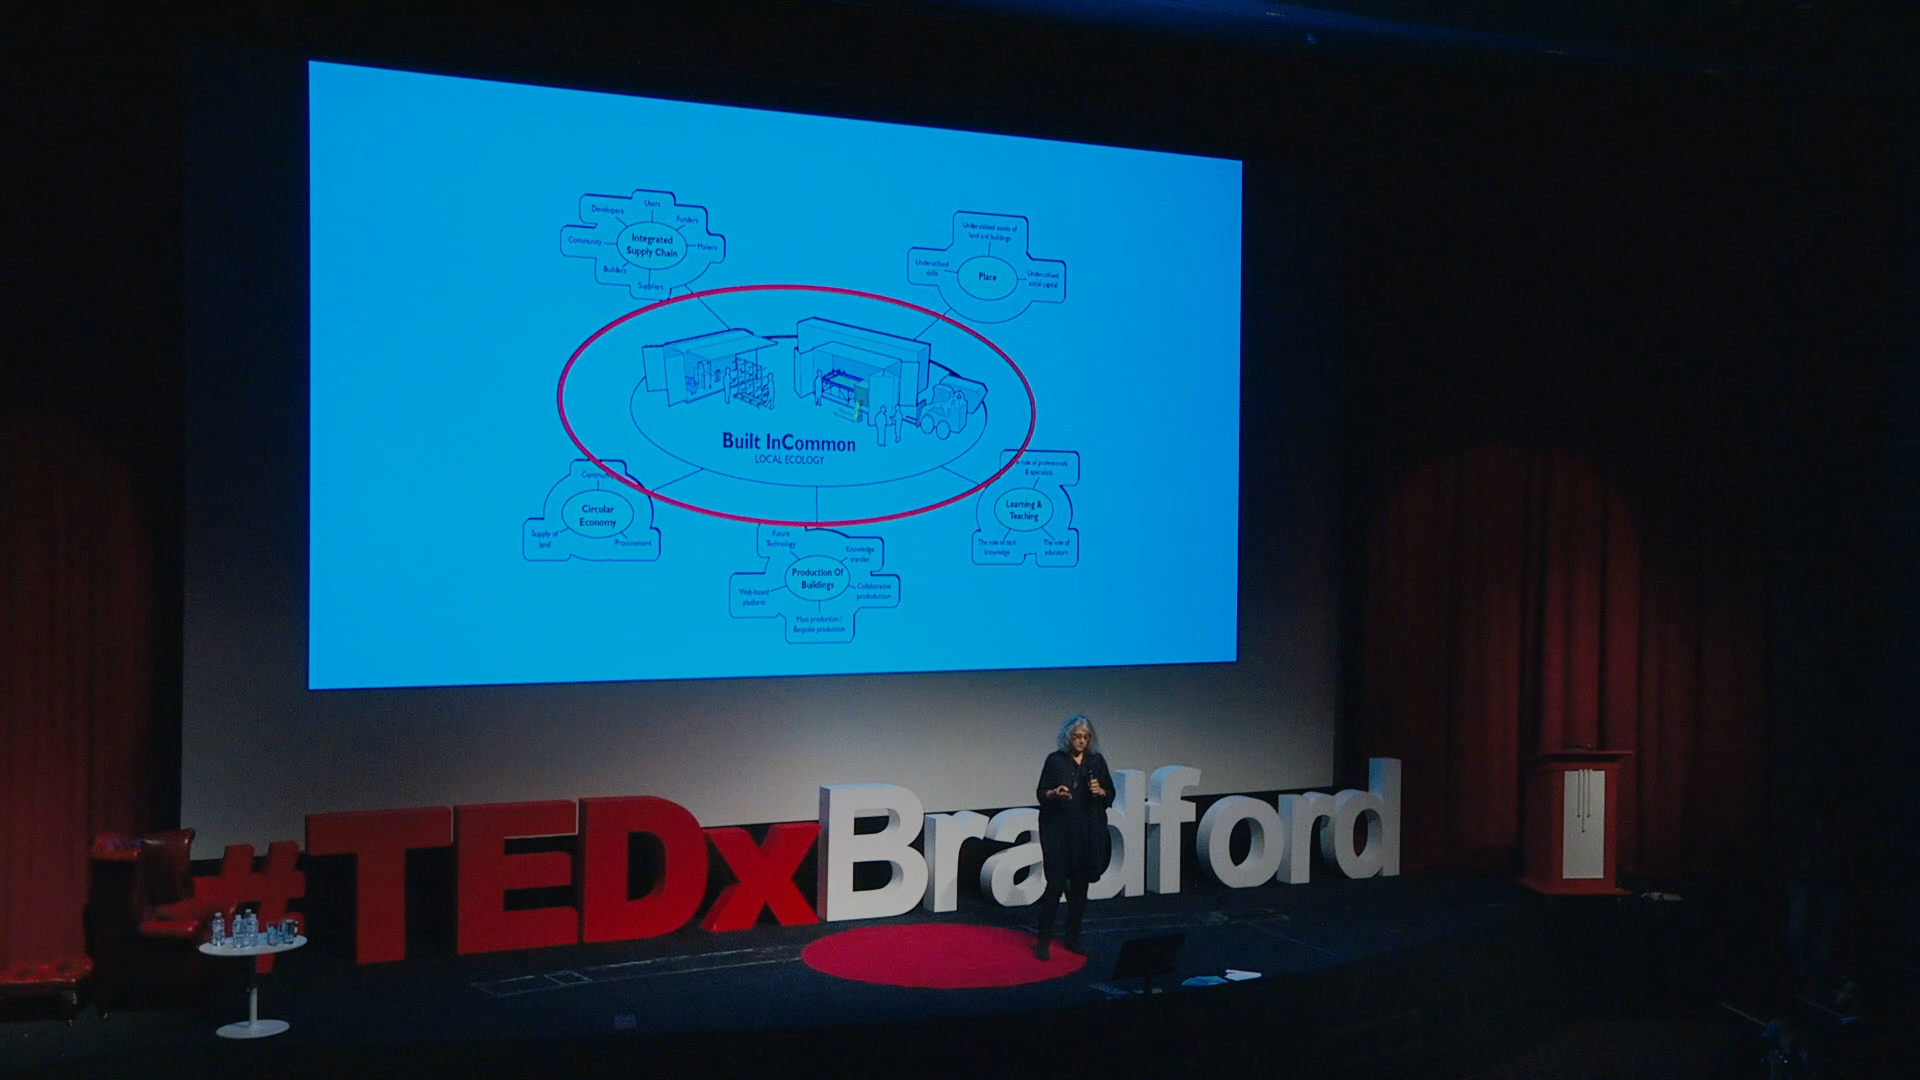 Users
Developers
Funders
Integrated
Supply Chain
Community
Makers
Builders
Suppliers
Underutilised assets of
land and buildings
Underutilised
skills
Place
Underutilised
social capital
Built InCommon
LOCAL ECOLOGY
Community
Circular
Economy
Supply of
land
Procurement
Future
Technology
Knowledge
transfer
Production Of
Buildings
Web-based
platform
Collaborative
production
Mass production /
Bespoke production
role of professionals
& specialists
Learning &
Teaching
The role of tacit
knowledge
The role of
educators
#TEDxBradford